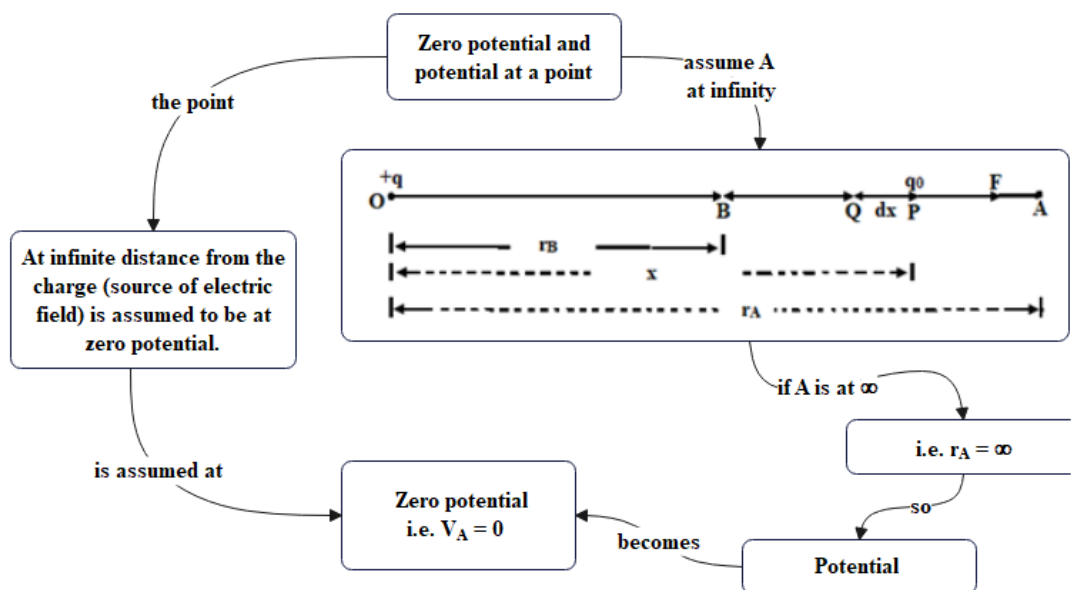 Zero potential and
potential at a point
assume A
at infinity
the point
+q
q0
F
O
B
Q
dx
P
A
rB
x
rA
At infinite distance from the
charge (source of electric
field) is assumed to be at
zero potential.
if A is at ∞
i.e. rA = ∞
is assumed at
Zero potential
i.e. VA = 0
so
becomes
Potential